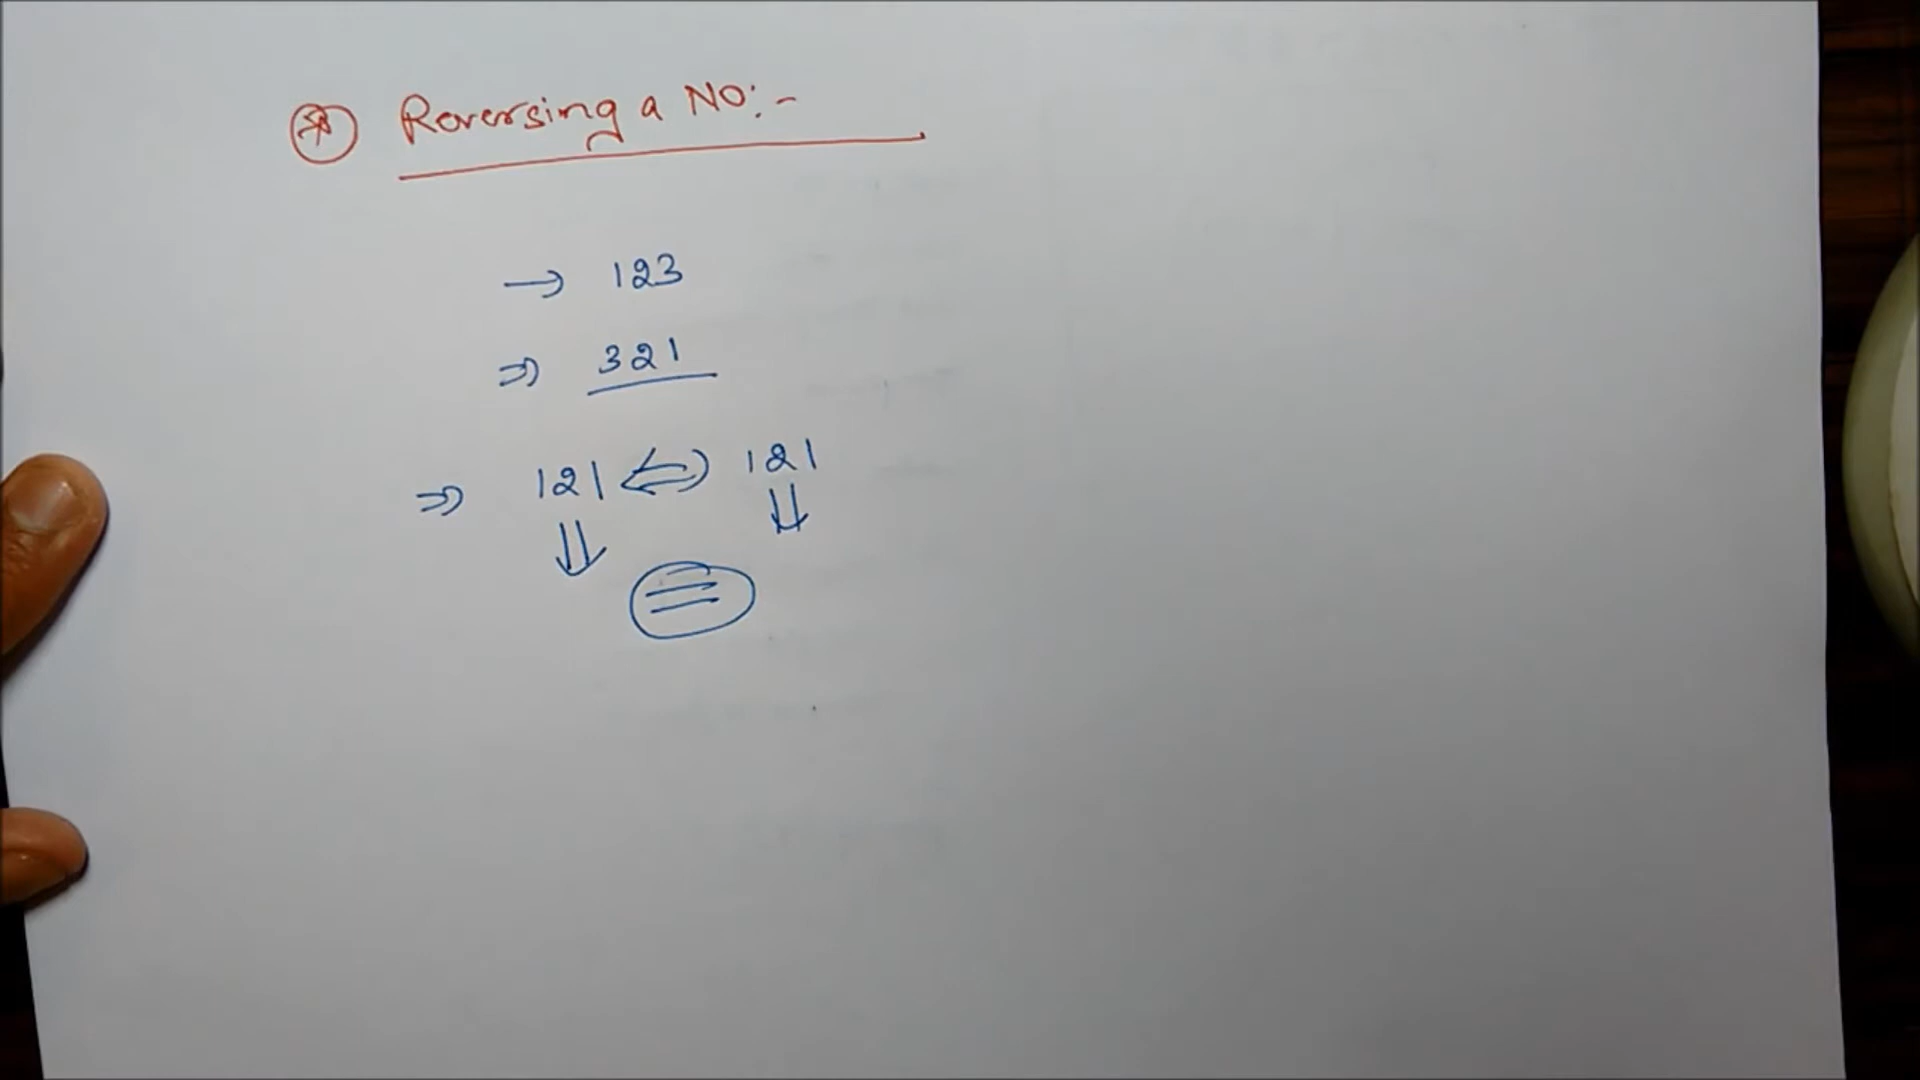 Reversing a NO:-
→ 123
⇒ 321
⇒ 121 ⇔ 121
⇓ ⇓
=